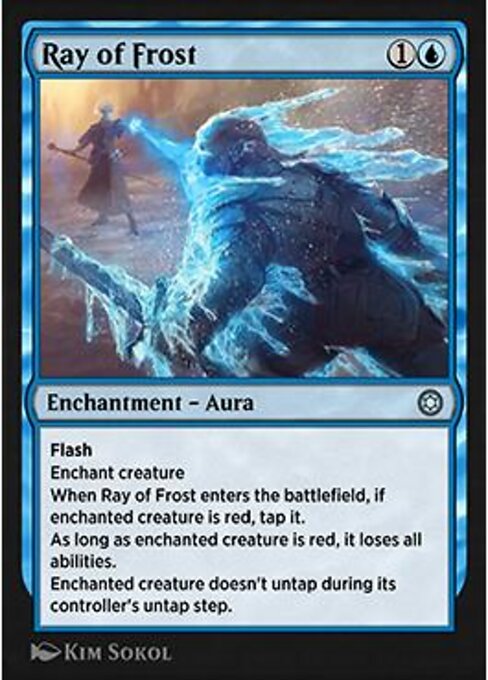 Ray of Frost 1
Enchantment – Aura
Flash
Enchant creature
When Ray of Frost enters the battlefield, if
enchanted creature is red, tap it.
As long as enchanted creature is red, it loses all
abilities.
Enchanted creature doesn't untap during its
controller's untap step.
Kim Sokol